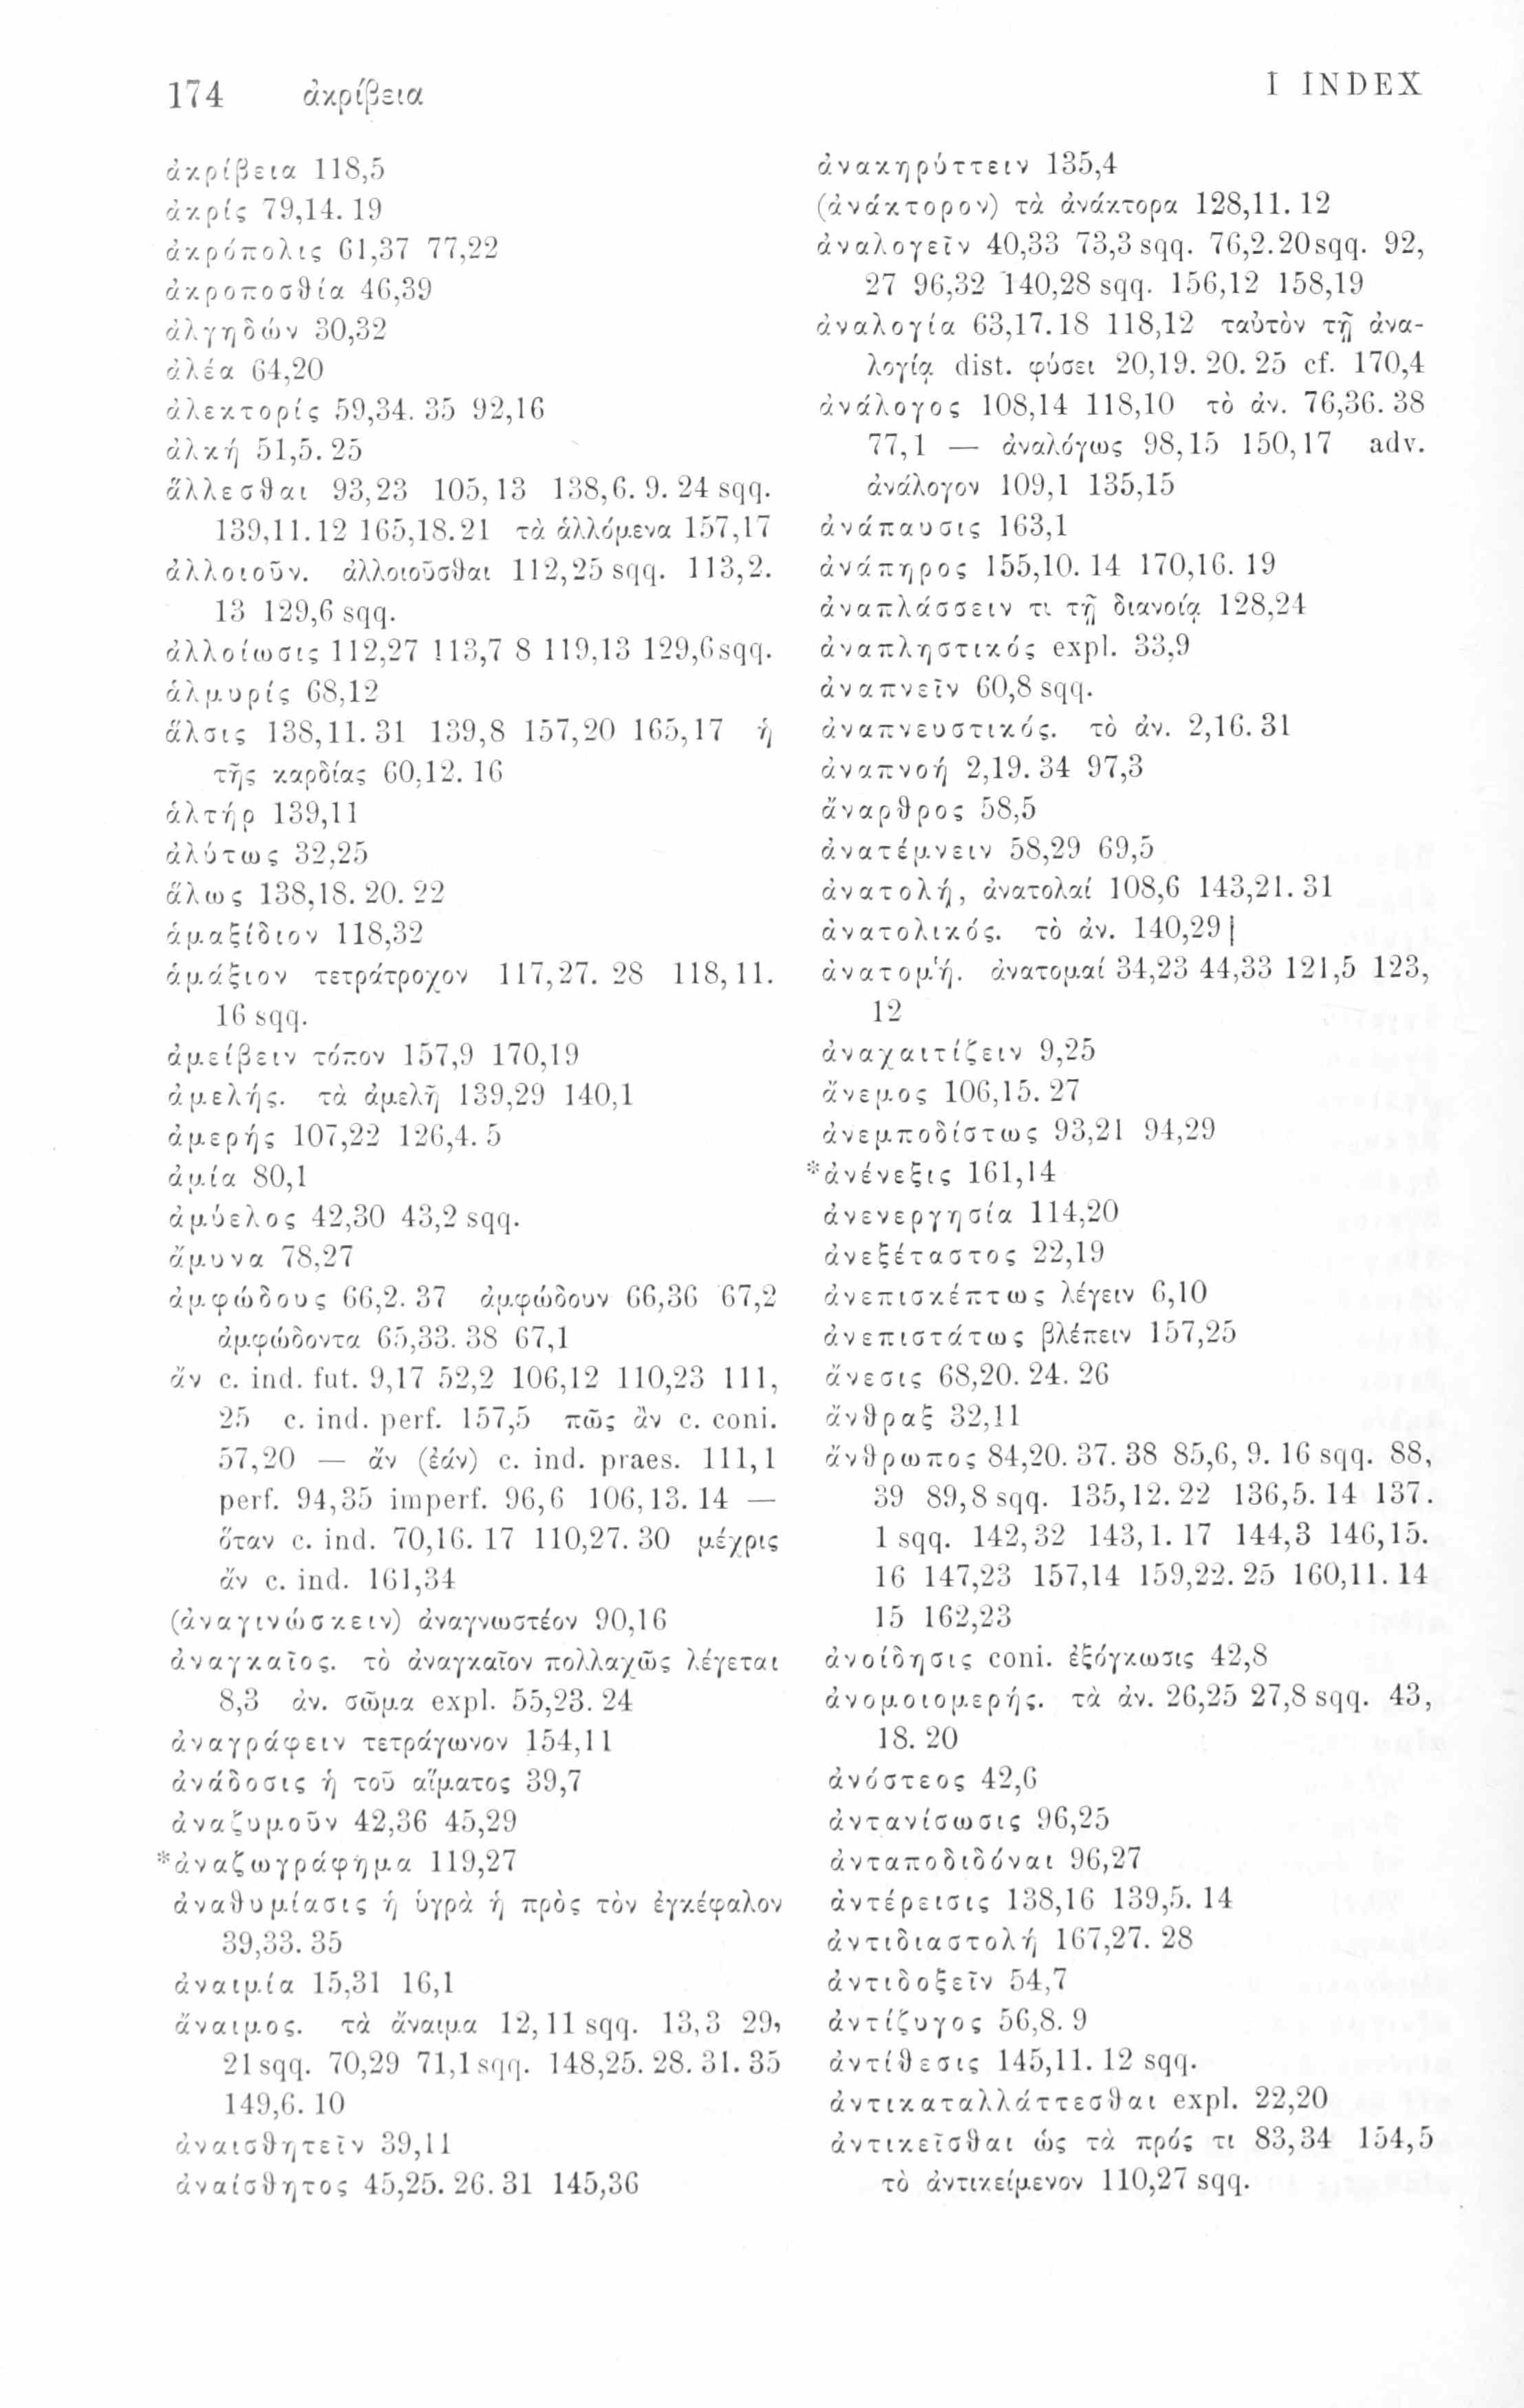 174 ἀκρίβεια I INDEX
ἀκρίβεια 118,5
ἀκρίς 79,14. 19
ἀκρόπολις 61,37 77,22
ἀκροποσθία 46,39
ἀλγηδών 30,32
ἀλέα 64,20
ἀλεκτορίς 59,34. 35 92,16
ἀλκή 51,5. 25
ἅλλεσθαι 93,23 105,13 138,6. 9. 24 sqq.
139,11. 12 165,18. 21 τὰ ἁλλόμενα 157,17
ἀλλοιοῦν. ἀλλοιοῦσθαι 112,25 sqq. 113,2.
13 129,6 sqq.
ἀλλοίωσις 112,27 113,7 8 119,13 129,6 sqq.
ἁλμυρίς 68,12
ἅλσις 138,11. 31 139,8 157,20 165,17 ἡ
τῆς καρδίας 60,12. 16
ἁλτήρ 139,11
ἀλύτως 32,25
ἅλως 138,18. 20. 22
ἁμαξίδιον 118,32
ἁμάξιον τετράτροχον 117,27. 28 118,11.
16 sqq.
ἀμείβειν τόπον 157,9 170,19
ἀμελής. τὰ ἀμελῆ 139,29 140,1
ἀμερής 107,22 126,4. 5
ἀμία 80,1
ἀμύελος 42,30 43,2 sqq.
ἄμυνα 78,27
ἀμφώδους 66,2. 37 ἀμφώδουν 66,36 67,2
ἀμφώδοντα 65,33. 38 67,1
ἄν c. ind. fut. 9,17 52,2 106,12 110,23 111,
25 c. ind. perf. 157,5 πῶς ἂν c. coni.
57,20 — ἄν (ἐάν) c. ind. praes. 111,1
perf. 94,35 imperf. 96,6 106,13. 14 —
ὅταν c. ind. 70,16. 17 110,27. 30 μέχρις
ἄν c. ind. 161,34
(ἀναγινώσκειν) ἀναγνωστέον 90,16
ἀναγκαῖος. τὸ ἀναγκαῖον πολλαχῶς λέγεται
8,3 ἀν. σῶμα expl. 55,23. 24
ἀναγράφειν τετράγωνον 154,11
ἀνάδοσις ἡ τοῦ αἵματος 39,7
ἀναζυμοῦν 42,36 45,29
*ἀναζωγράφημα 119,27
ἀναθυμίασις ἡ ὑγρὰ ἡ πρὸς τὸν ἐγκέφαλον
39,33. 35
ἀναιμία 15,31 16,1
ἄναιμος. τὰ ἄναιμα 12,11 sqq. 13,3 29,
21 sqq. 70,29 71,1 sqq. 148,25. 28. 31. 35
149,6. 10
ἀναισθητεῖν 39,11
ἀναίσθητος 45,25. 26. 31 145,36
ἀνακηρύττειν 135,4
(ἀνάκτορον) τὰ ἀνάκτορα 128,11. 12
ἀναλογεῖν 40,33 73,3 sqq. 76,2. 20 sqq. 92,
27 96,32 140,28 sqq. 156,12 158,19
ἀναλογία 63,17. 18 118,12 ταὐτὸν τῇ ἀνα-
λογίᾳ dist. φύσει 20,19. 20. 25 cf. 170,4
ἀνάλογος 108,14 118,10 τὸ ἀν. 76,36. 38
77,1 — ἀναλόγως 98,15 150,17 adv.
ἀνάλογον 109,1 135,15
ἀνάπαυσις 163,1
ἀνάπηρος 155,10. 14 170,16. 19
ἀναπλάσσειν τι τῇ διανοίᾳ 128,24
ἀναπληστικός expl. 33,9
ἀναπνεῖν 60,8 sqq.
ἀναπνευστικός. τὸ ἀν. 2,16. 31
ἀναπνοή 2,19. 34 97,3
ἄναρθρος 58,5
ἀνατέμνειν 58,29 69,5
ἀνατολή, ἀνατολαί 108,6 143,21. 31
ἀνατολικός. τὸ ἀν. 140,29 |
ἀνατομή. ἀνατομαί 34,23 44,33 121,5 123,
12
ἀναχαιτίζειν 9,25
ἄνεμος 106,15. 27
ἀνεμποδίστως 93,21 94,29
*ἀνένεξις 161,14
ἀνενεργησία 114,20
ἀνεξέταστος 22,19
ἀνεπισκέπτως λέγειν 6,10
ἀνεπιστάτως βλέπειν 157,25
ἄνεσις 68,20. 24. 26
ἄνθραξ 32,11
ἄνθρωπος 84,20. 37. 38 85,6, 9. 16 sqq. 88,
39 89,8 sqq. 135,12. 22 136,5. 14 137.
1 sqq. 142,32 143,1. 17 144,3 146,15.
16 147,23 157,14 159,22. 25 160,11. 14
15 162,23
ἀνοίδησις coni. ἐξόγκωσις 42,8
ἀνομοιομερής. τὰ ἀν. 26,25 27,8 sqq. 43,
18. 20
ἀνόστεος 42,6
ἀντανίσωσις 96,25
ἀνταποδιδόναι 96,27
ἀντέρεισις 138,16 139,5. 14
ἀντιδιαστολή 167,27. 28
ἀντιδοξεῖν 54,7
ἀντίζυγος 56,8. 9
ἀντίθεσις 145,11. 12 sqq.
ἀντικαταλλάττεσθαι expl. 22,20
ἀντικεῖσθαι ὡς τὰ πρός τι 83,34 154,5
τὸ ἀντικείμενον 110,27 sqq.